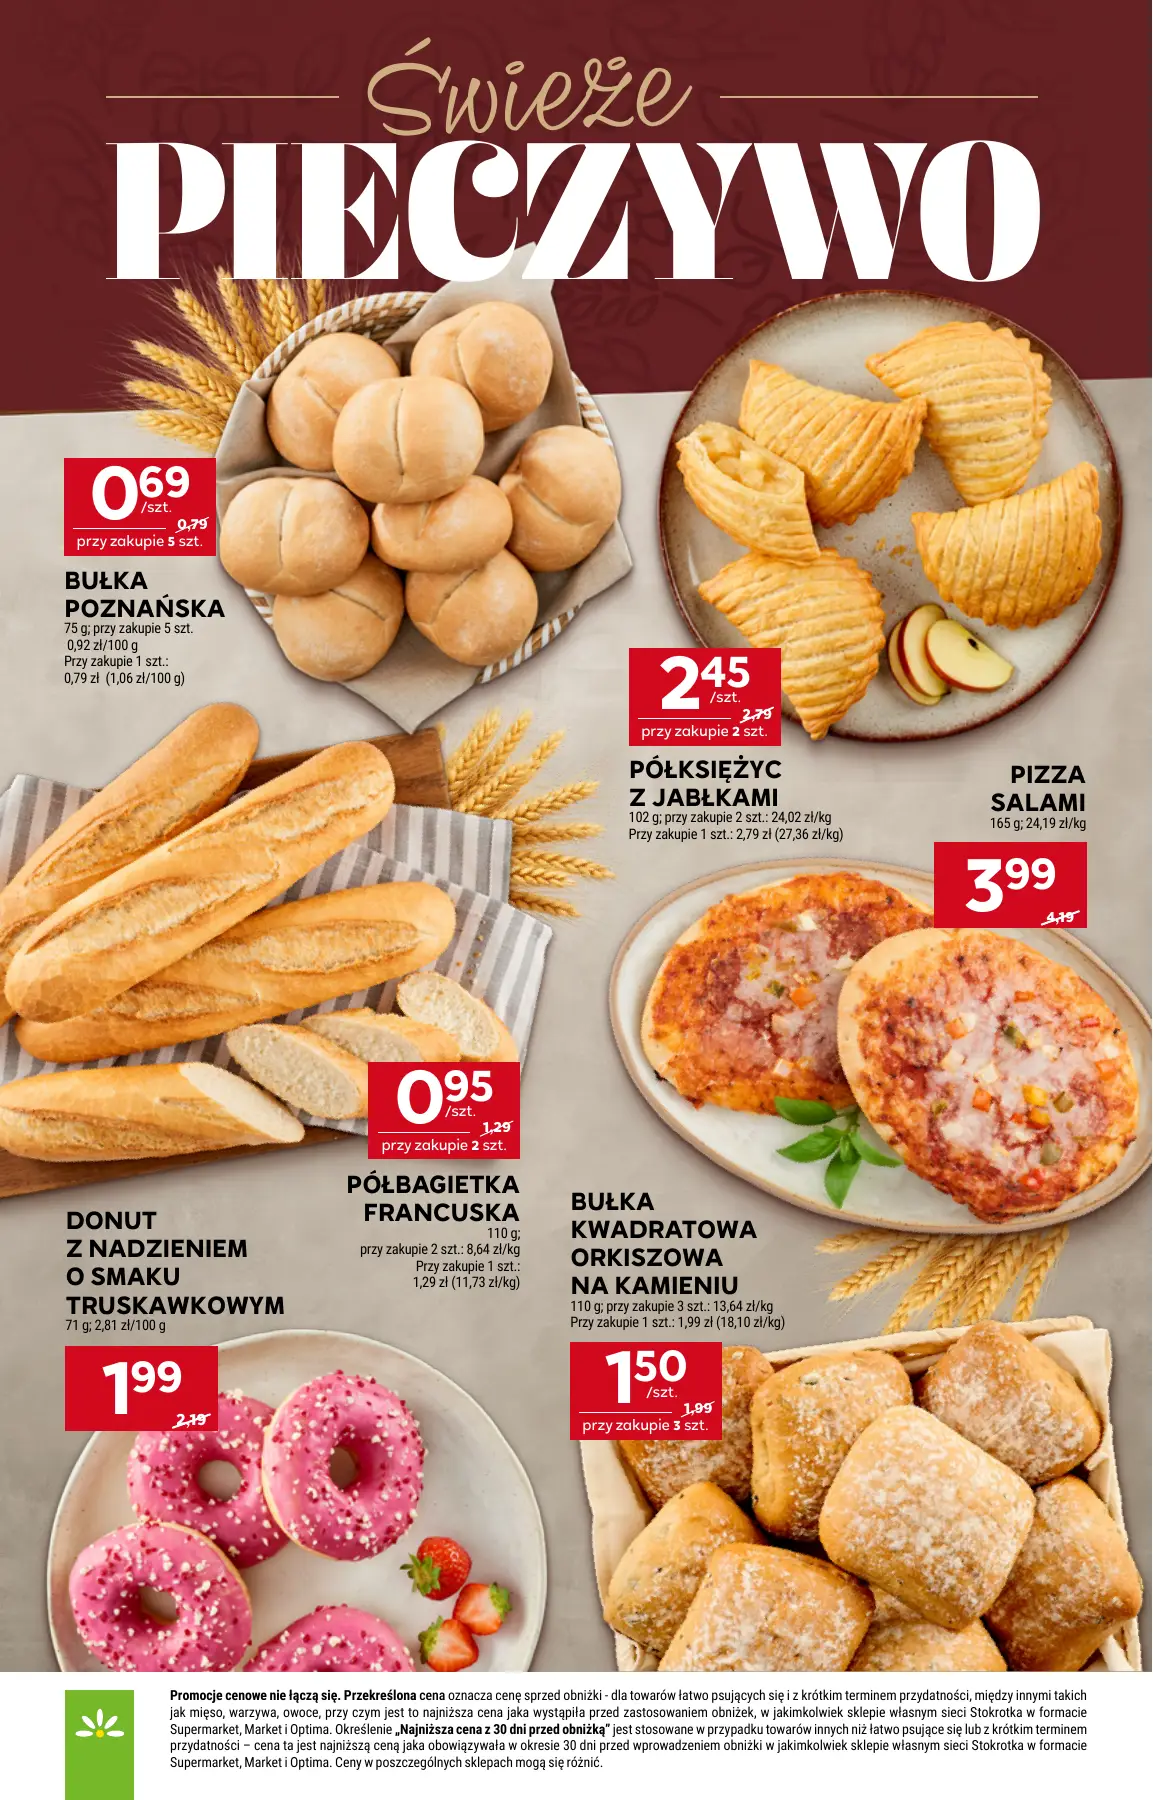 Świeże
PIECZYWO
069
/szt.
0,79
przy zakupie 5 szt.
BUŁKA
POZNAŃSKA
75 g; przy zakupie 5 szt.
0,92 zł/100 g
Przy zakupie 1 szt.:
0,79 zł (1,06 zł/100 g)
245
/szt.
2,79
przy zakupie 2 szt.
PÓŁKSIĘŻYC
Z JABŁKAMI
102 g; przy zakupie 2 szt.: 24,02 zł/kg
Przy zakupie 1 szt.: 2,79 zł (27,36 zł/kg)
PIZZA
SALAMI
165 g; 24,19 zł/kg
399
4,19
095
/szt.
1,29
przy zakupie 2 szt.
PÓŁBAGIETKA
FRANCUSKA
110 g;
przy zakupie 2 szt.: 8,64 zł/kg
Przy zakupie 1 szt.:
1,29 zł (11,73 zł/kg)
DONUT
Z NADZIENIEM
O SMAKU
TRUSKAWKOWYM
71 g; 2,81 zł/100 g
199
2,19
BUŁKA
KWADRATOWA
ORKISZOWA
NA KAMIENIU
110 g; przy zakupie 3 szt.: 13,64 zł/kg
Przy zakupie 1 szt.: 1,99 zł (18,10 zł/kg)
150
/szt.
1,99
przy zakupie 3 szt.
Promocje cenowe nie łączą się. Przekreślona cena oznacza cenę sprzed obniżki - dla towarów łatwo psujących się i z krótkim terminem przydatności, między innymi takich
jak mięso, warzywa, owoce, przy czym jest to najniższa cena jaka wystąpiła przed zastosowaniem obniżek, w jakimkolwiek sklepie własnym sieci Stokrotka w formacie
Supermarket, Market i Optima. Określenie „Najniższa cena z 30 dni przed obniżką” jest stosowane w przypadku towarów innych niż łatwo psujące się lub z krótkim terminem
przydatności – cena ta jest najniższą ceną jaka obowiązywała w okresie 30 dni przed wprowadzeniem obniżki w jakimkolwiek sklepie własnym sieci Stokrotka w formacie
Supermarket, Market i Optima. Ceny w poszczególnych sklepach mogą się różnić.